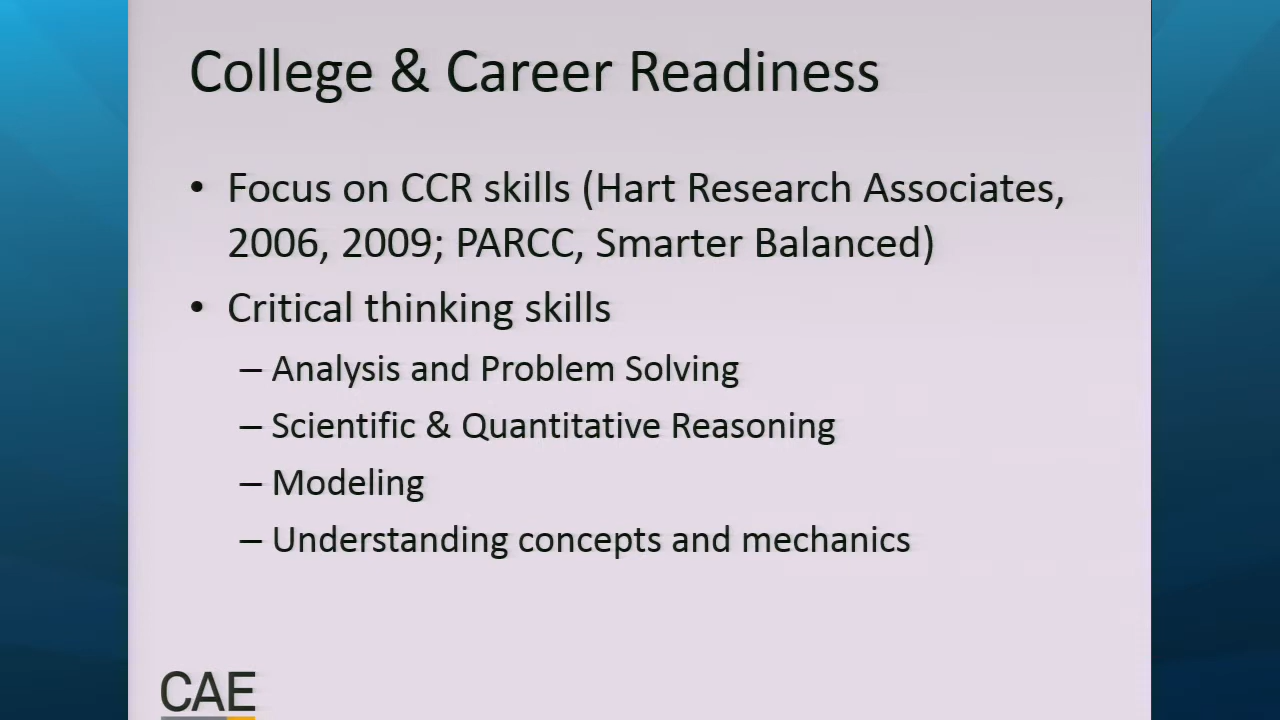 College & Career Readiness
• Focus on CCR skills (Hart Research Associates,
2006, 2009; PARCC, Smarter Balanced)
• Critical thinking skills
– Analysis and Problem Solving
– Scientific & Quantitative Reasoning
– Modeling
– Understanding concepts and mechanics
CAE